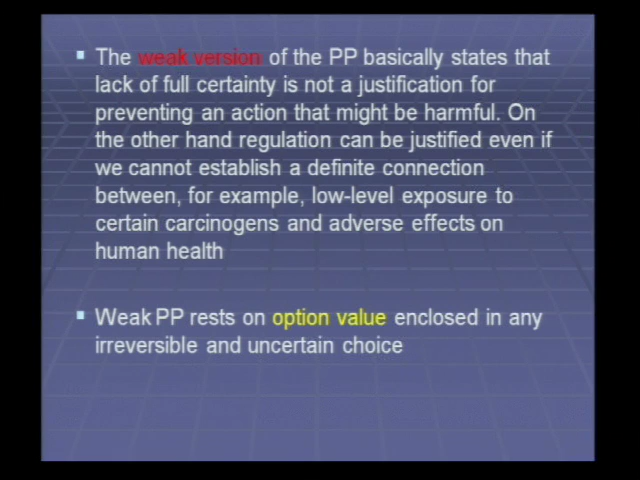 The weak version of the PP basically states that
lack of full certainty is not a justification for
preventing an action that might be harmful. On
the other hand regulation can be justified even if
we cannot establish a definite connection
between, for example, low-level exposure to
certain carcinogens and adverse effects on
human health
Weak PP rests on option value enclosed in any
irreversible and uncertain choice